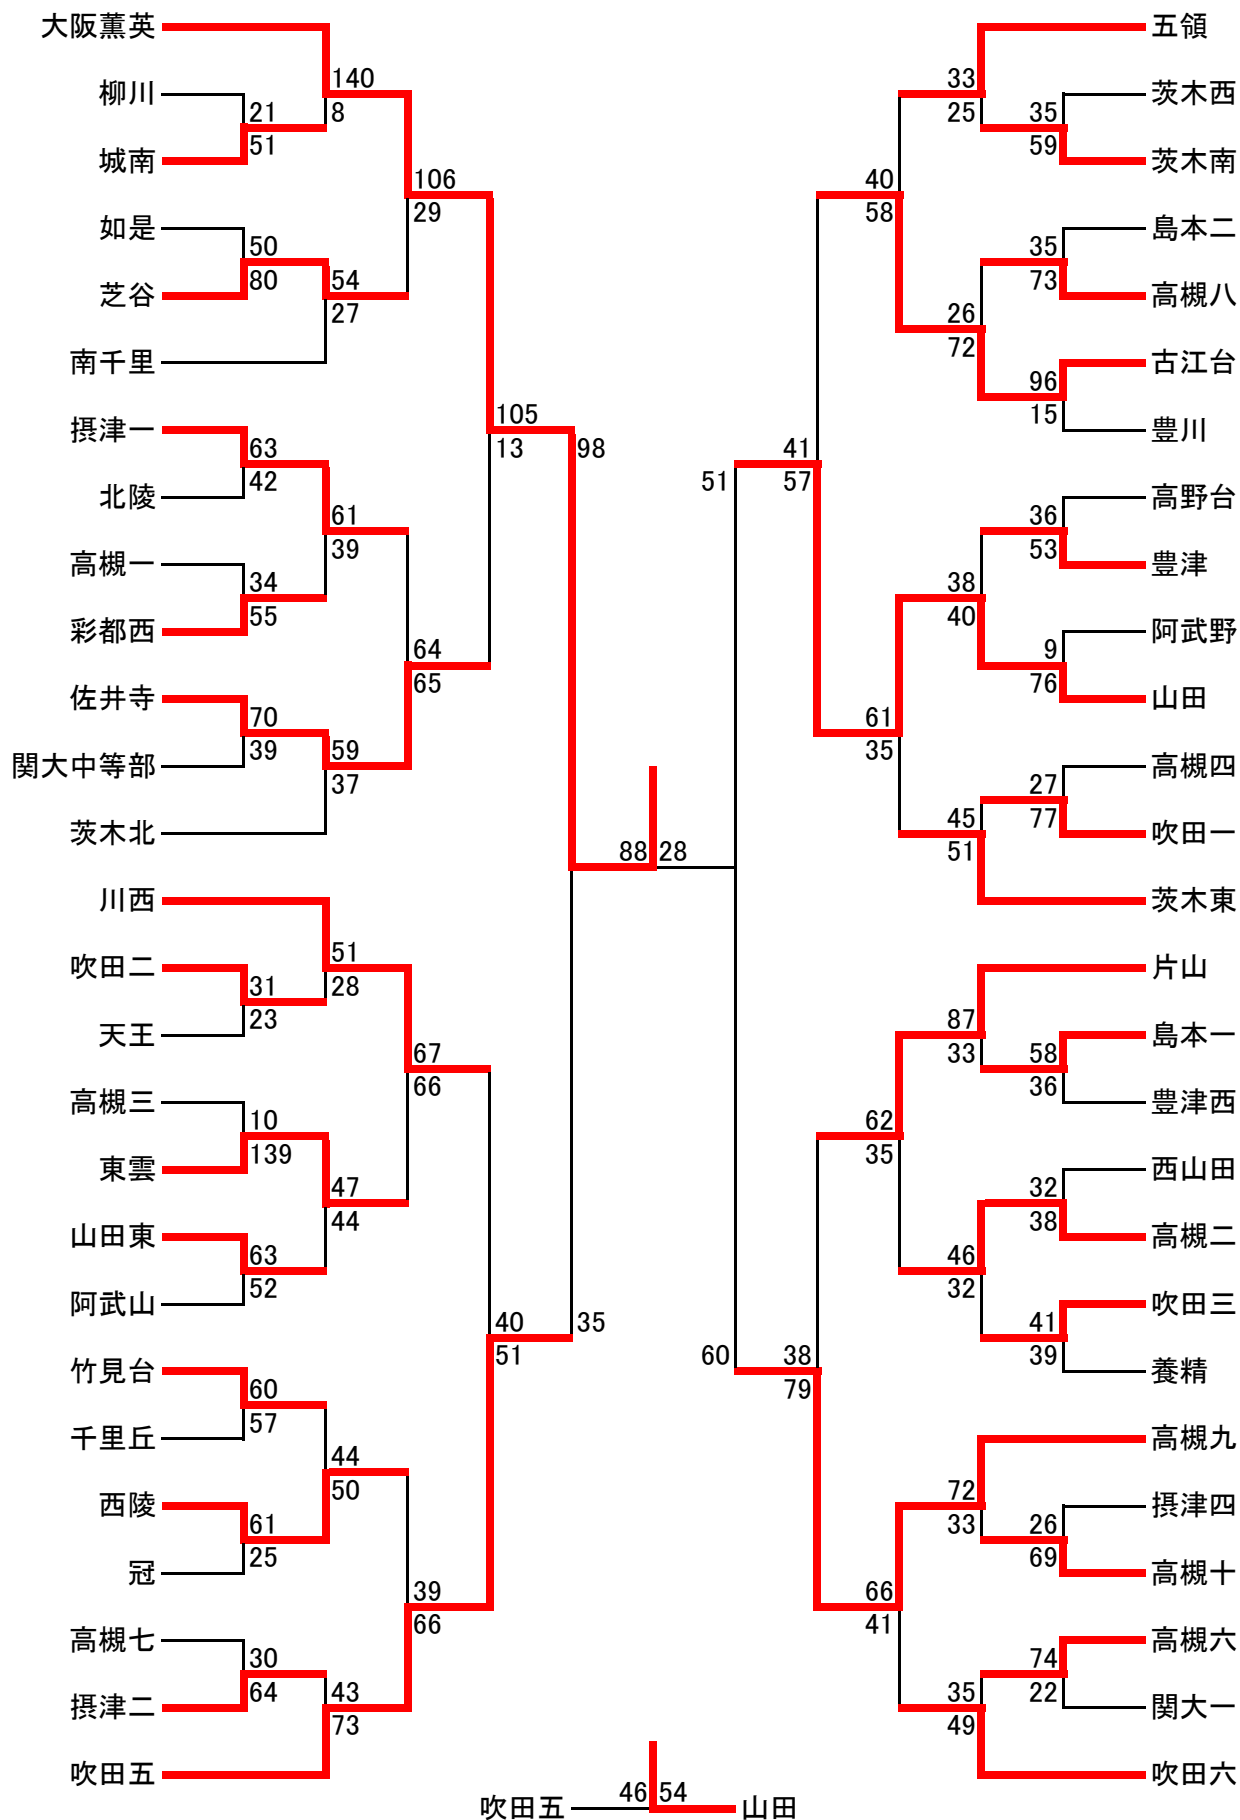 大阪薫英
140
柳川
8
21
51
城南
106
29
如是
50
80
54
27
芝谷
南千里
105
13
98
摂津一
63
42
北陵
61
39
高槻一
34
55
彩都西
64
65
佐井寺
70
39
関大中等部
59
37
茨木北
88
28
川西
51
28
吹田二
31
23
天王
67
66
高槻三
10
139
東雲
47
44
山田東
63
52
阿武山
40
51
35
竹見台
60
57
千里丘
44
50
西陵
61
25
冠
39
66
高槻七
30
64
摂津二
43
73
吹田五
五領
33
25
茨木西
35
59
茨木南
40
58
島本二
35
73
高槻八
26
72
古江台
96
15
豊川
41
57
51
高野台
36
53
豊津
38
40
阿武野
9
76
山田
61
35
高槻四
27
77
吹田一
45
51
茨木東
片山
87
33
島本一
58
36
豊津西
62
35
西山田
32
38
高槻二
46
32
吹田三
41
39
養精
60
38
79
高槻九
72
33
摂津四
26
69
高槻十
66
41
高槻六
74
22
関大一
35
49
吹田六
吹田五
46
54
山田